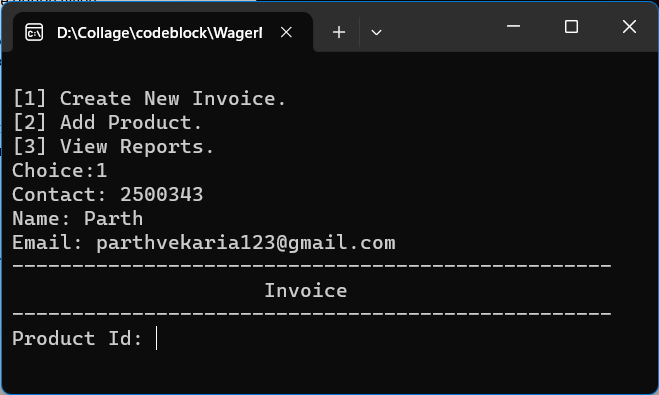 D:\Collage\codeblock\Wager
[1] Create New Invoice.
[2] Add Product.
[3] View Reports.
Choice:1
Contact: 2500343
Name: Parth
Email: parthvekaria123@gmail.com
--------------------------------------------------
Invoice
--------------------------------------------------
Product Id: